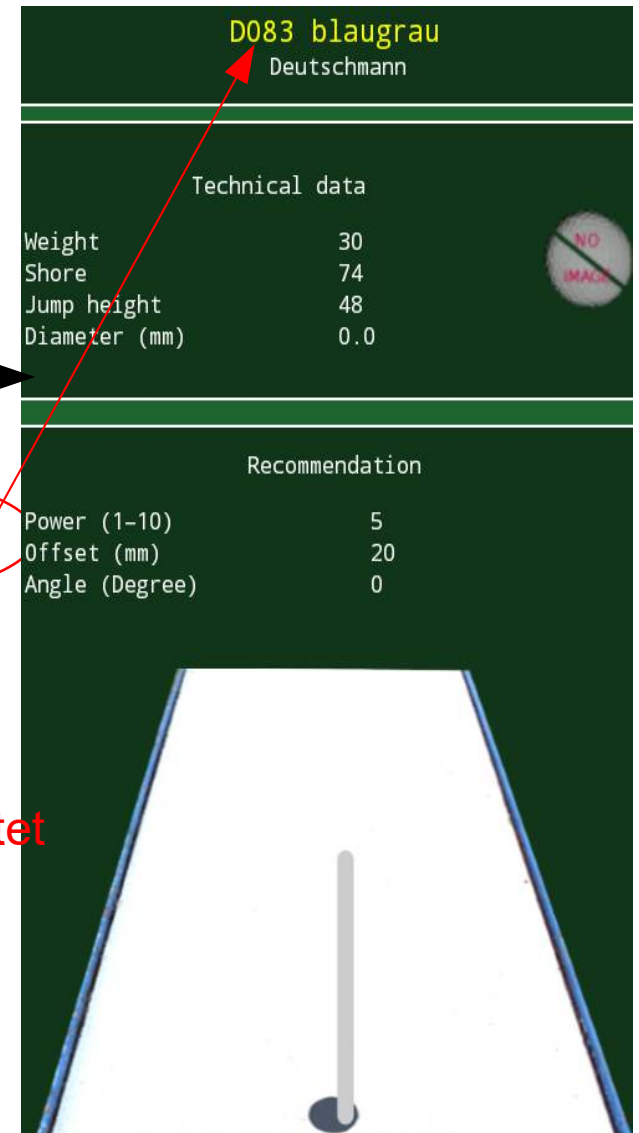 D083 blaugrau
Deutschmann
Technical data
Weight 30
Shore 74
Jump height 48
Diameter (mm) 0.0
NO
IMAGE
Recommendation
Power (1–10) 5
Offset (mm) 20
Angle (Degree) 0
tet